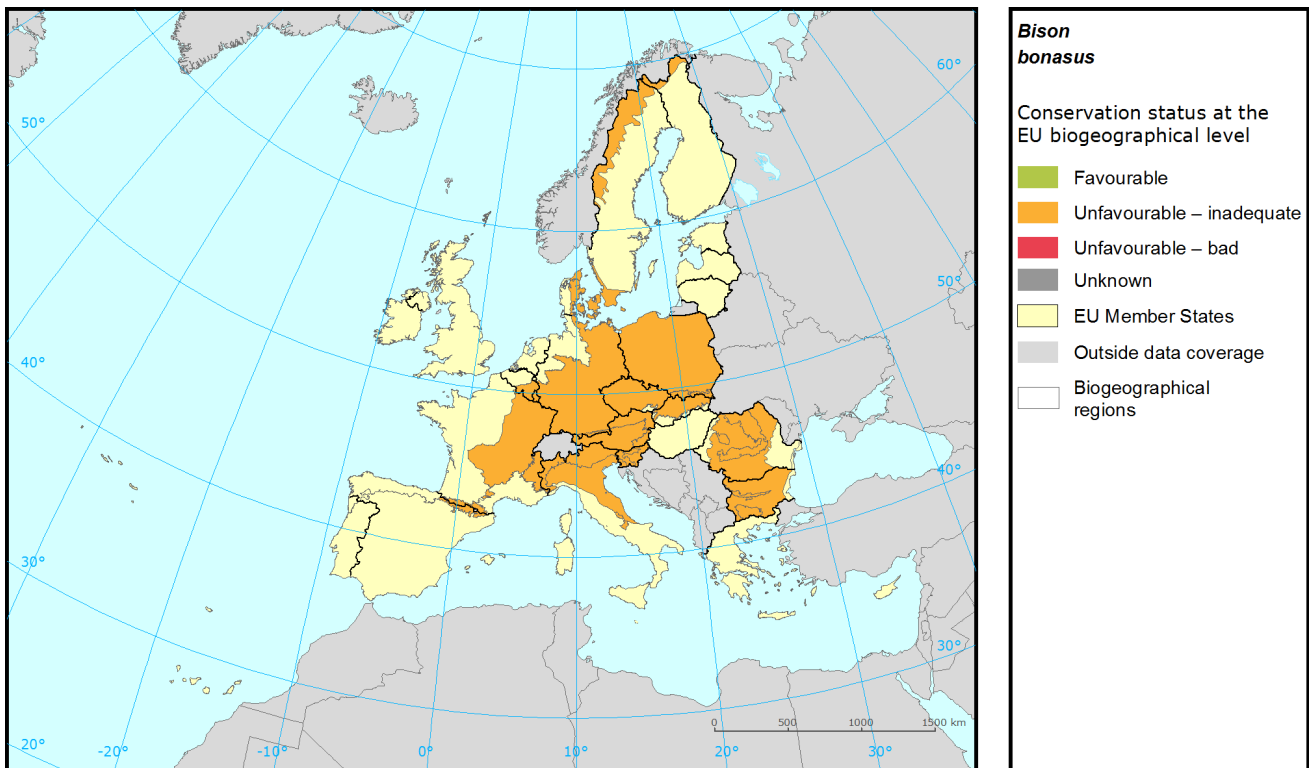 60°
50°
50°
40°
40°
30°
30°
20°
-20°
-10°
0°
10°
20°
30°
0 500 1000 1500 km
Bison
bonasus
Conservation status at the
EU biogeographical level
Favourable
Unfavourable – inadequate
Unfavourable – bad
Unknown
EU Member States
Outside data coverage
Biogeographical
regions